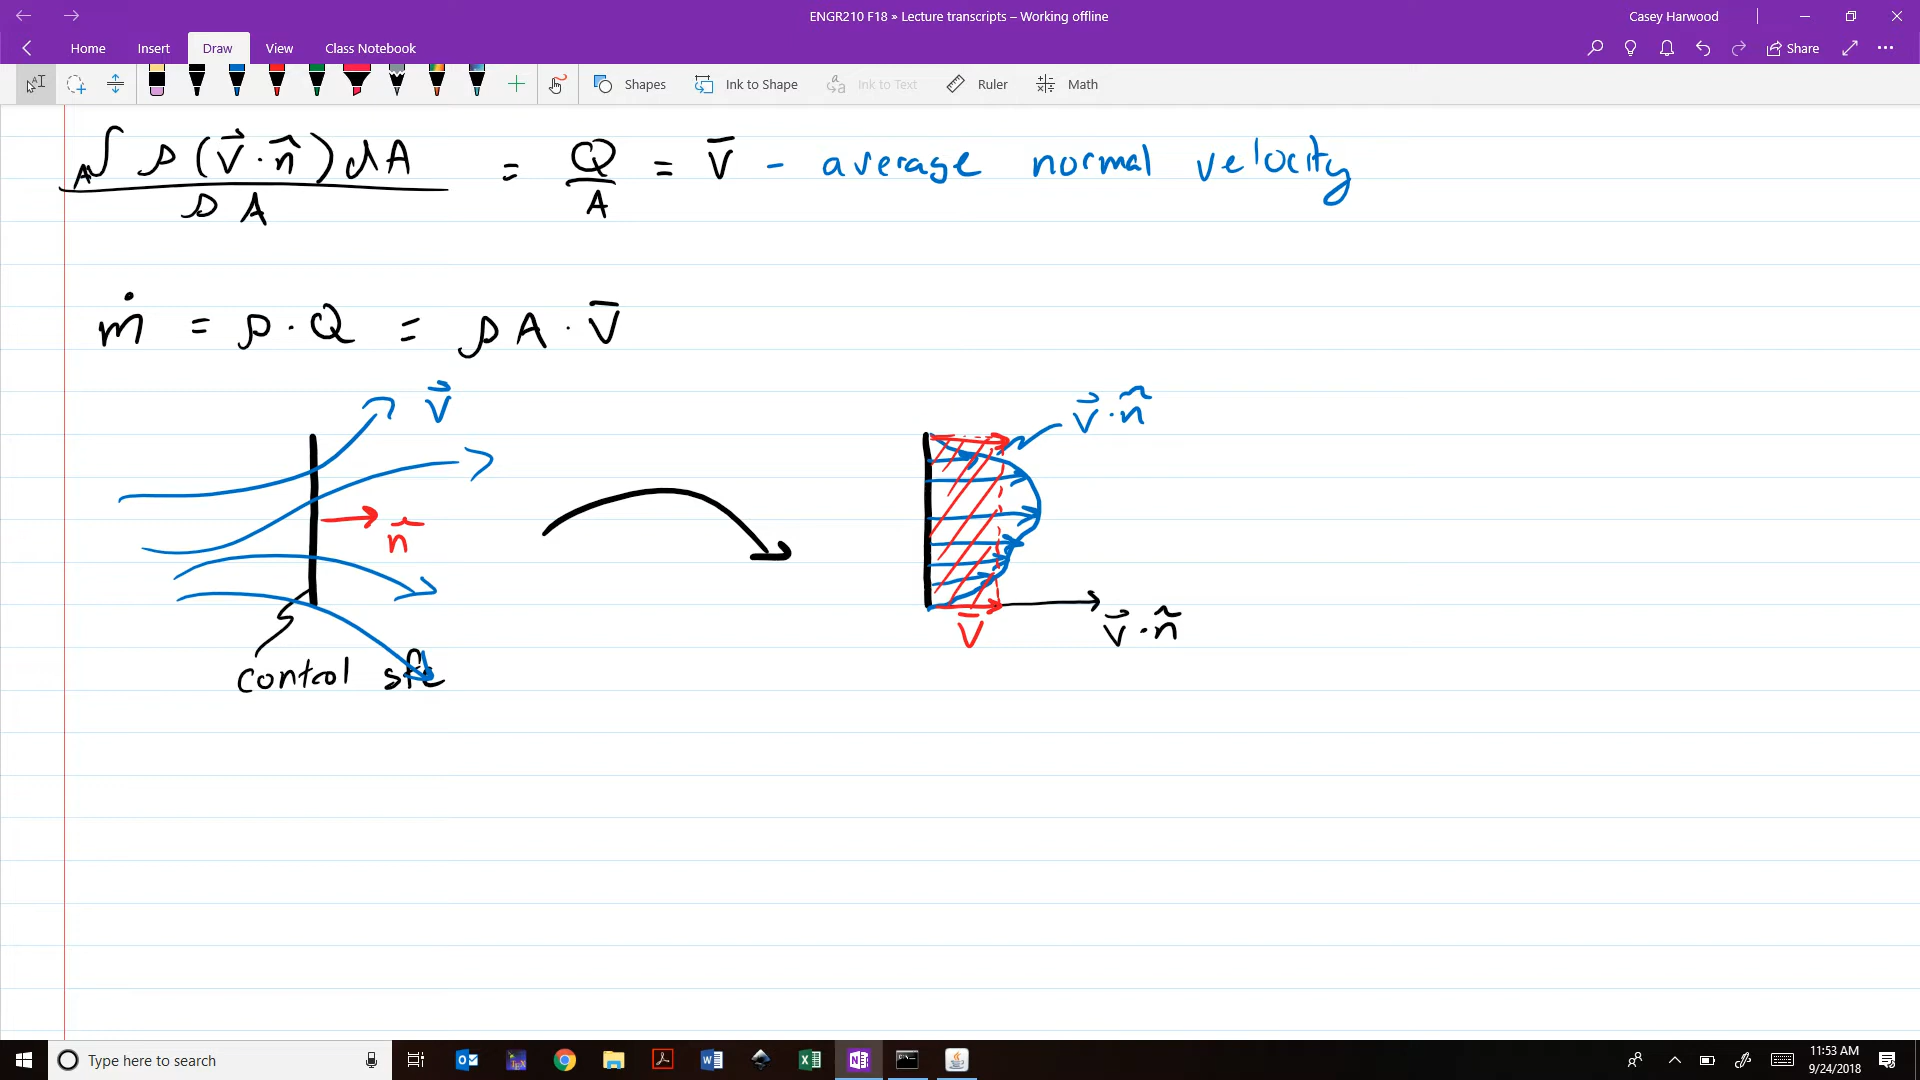 ENGR210 F18 » Lecture transcripts – Working offline
Casey Harwood
Home Insert Draw View Class Notebook
Share
Shapes Ink to Shape Ink to Text Ruler Math
∫_A ρ (V⃗ · n̂) dA / ρ A = Q / A = V̄ - average normal velocity
ṁ = ρ · Q = ρ A · V̄
V⃗
V⃗ · n̂
n̂
V̄
V⃗ · n̂
control sfc
Type here to search
11:53 AM
9/24/2018